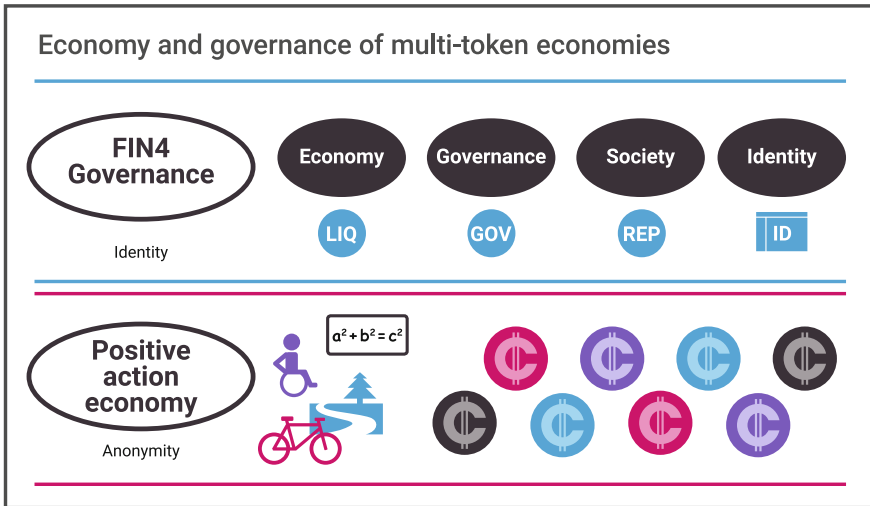 Economy and governance of multi-token economies
FIN4
Governance
Identity
Economy
Governance
Society
Identity
LIQ
GOV
REP
ID
Positive
action
economy
Anonymity
a² + b² = c²